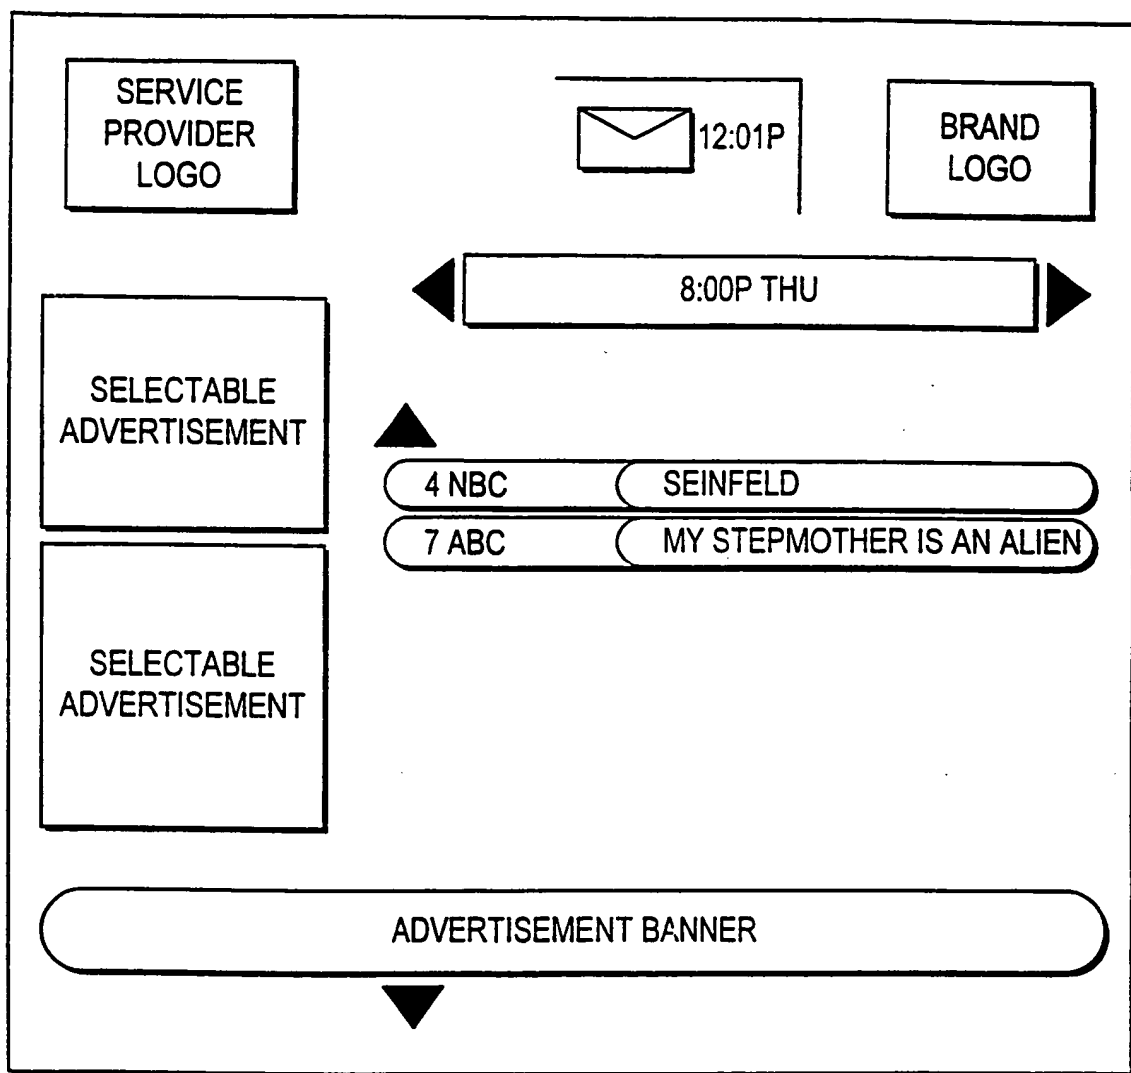 SERVICE
PROVIDER
LOGO
12:01P
BRAND
LOGO
8:00P THU
SELECTABLE
ADVERTISEMENT
4 NBC SEINFELD
7 ABC MY STEPMOTHER IS AN ALIEN
SELECTABLE
ADVERTISEMENT
ADVERTISEMENT BANNER